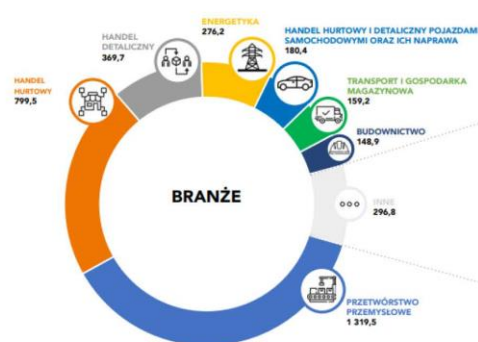 ENERGETYKA
276,2
HANDEL
DETALICZNY
369,7
HANDEL HURTOWY I DETALICZNY POJAZDAMI
SAMOCHODOWYMI ORAZ ICH NAPRAWA
180,4
HANDEL
HURTOWY
799,5
TRANSPORT I GOSPODARKA
MAGAZYNOWA
159,2
BUDOWNICTWO
148,9
BRANŻE
INNE
296,8
PRZETWÓRSTWO
PRZEMYSŁOWE
1 319,5